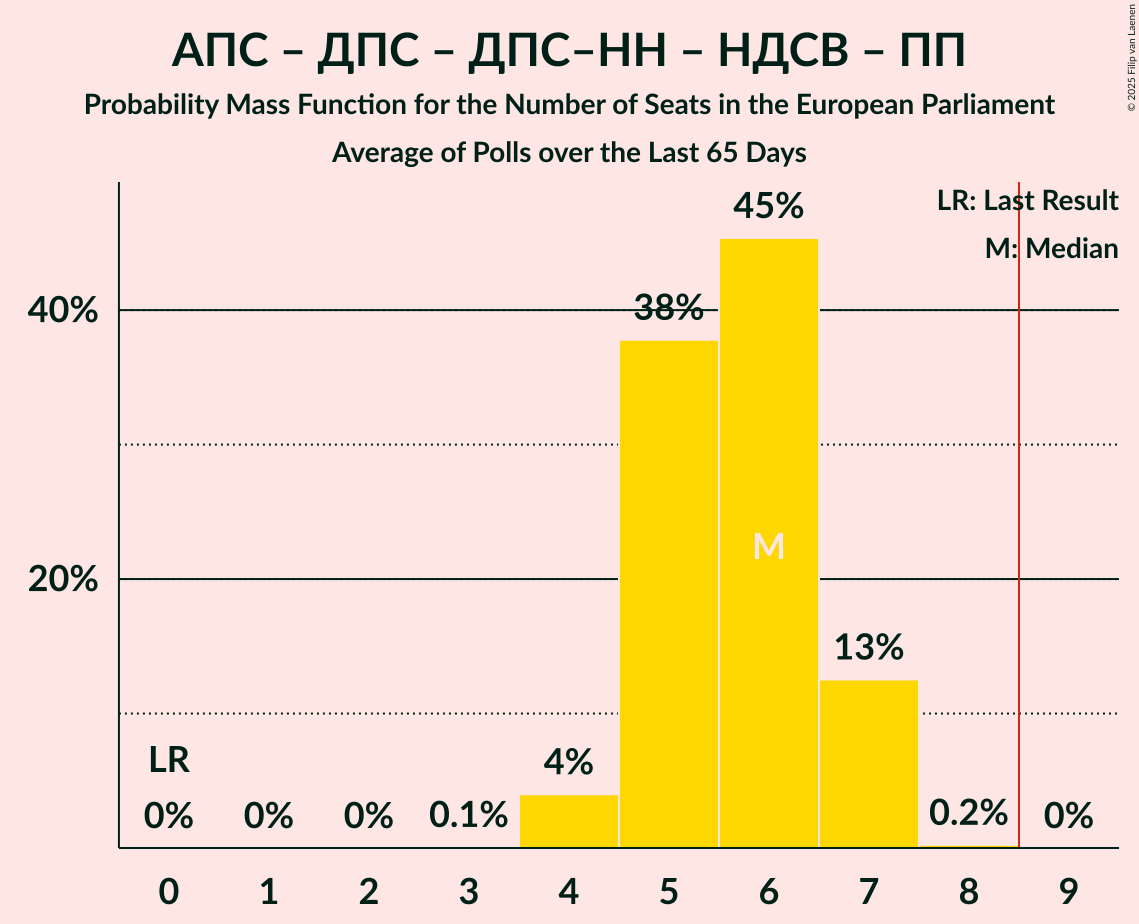 АПС – ДПС – ДПС–НН – НДСВ – ПП
Probability Mass Function for the Number of Seats in the European Parliament
Average of Polls over the Last 65 Days
© 2025 Filip van Laenen
LR: Last Result
M: Median
45%
40%
38%
M
20%
13%
LR
4%
0% 0% 0% 0.1% 0.2% 0%
0 1 2 3 4 5 6 7 8 9